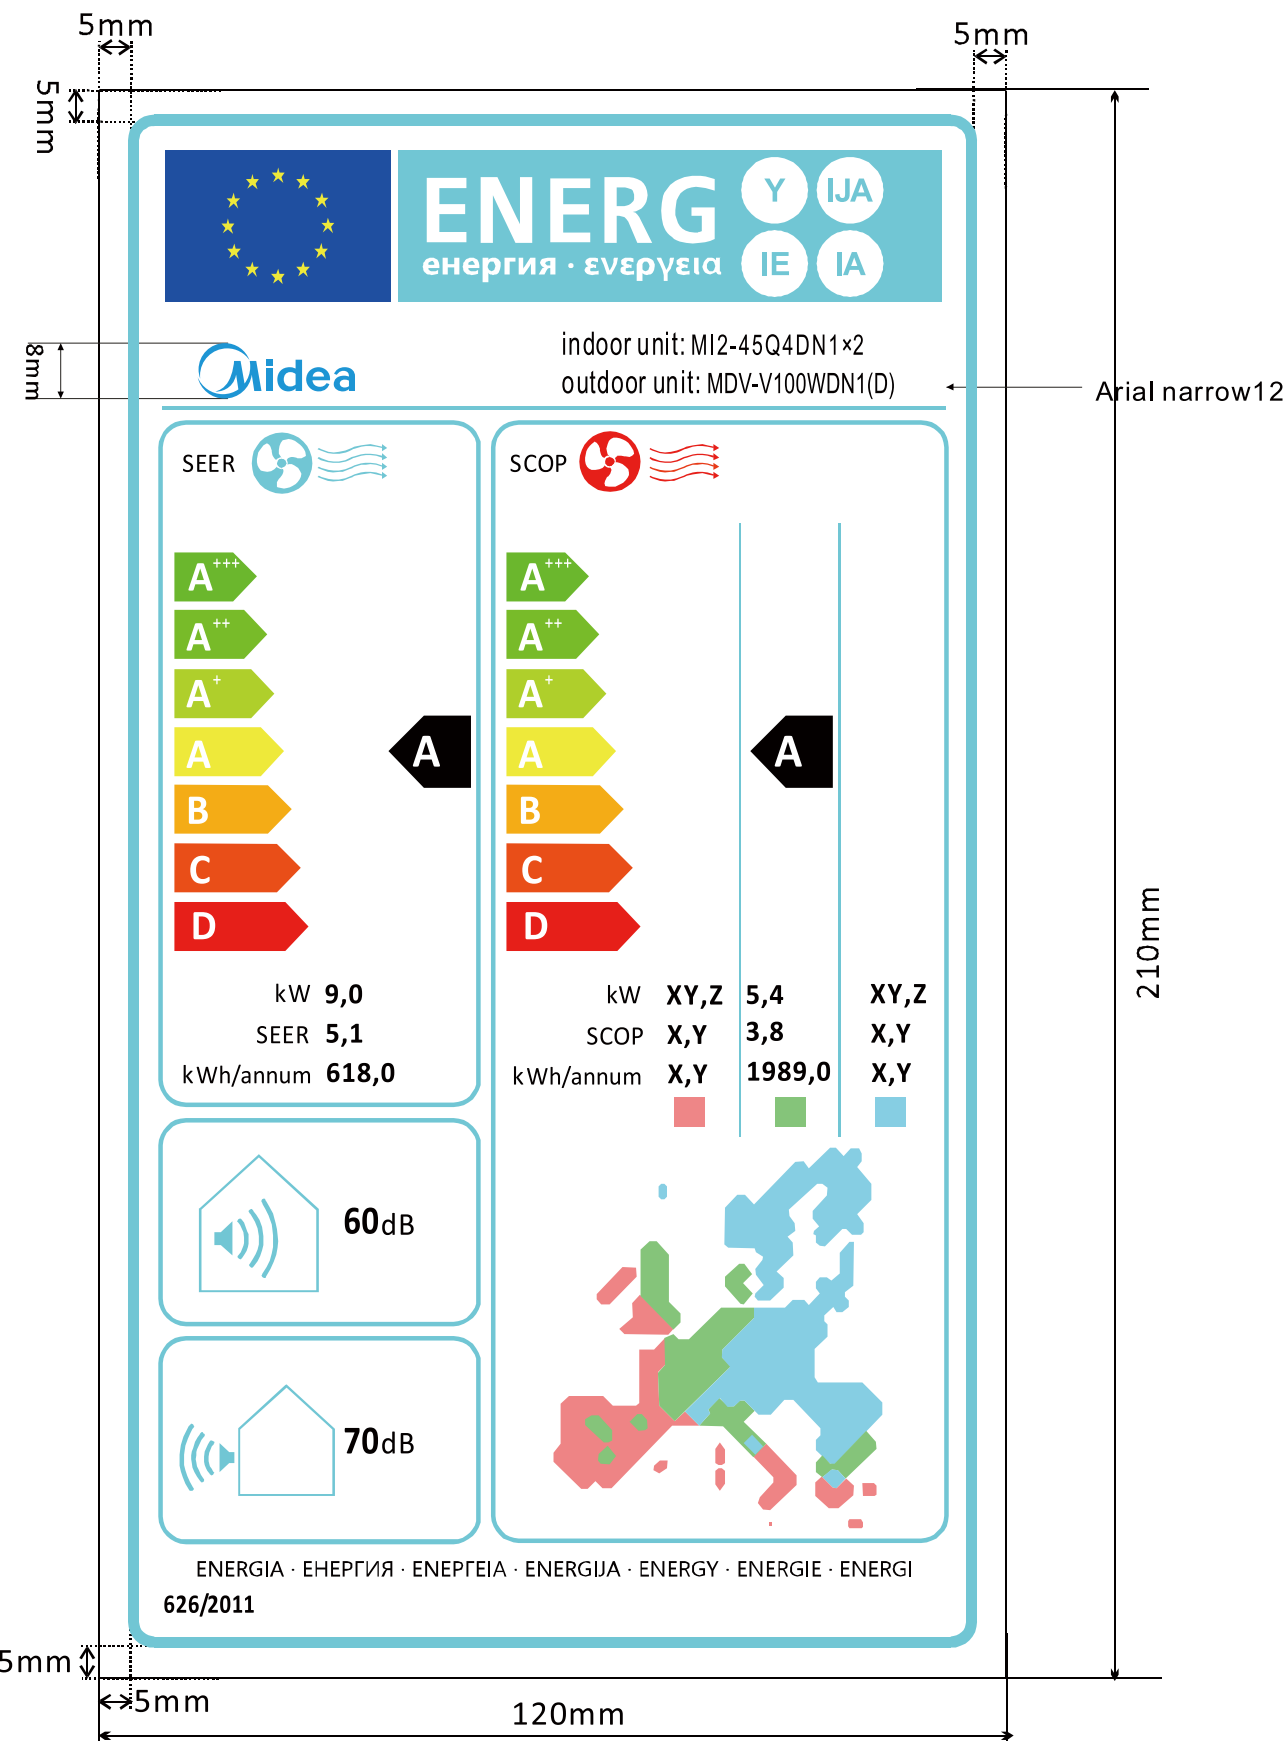 5mm
5mm
5mm
ENERG
енергия · ενεργεια
Y
IJA
IE
IA
8mm
Midea
indoor unit: MI2-45Q4DN1×2
outdoor unit: MDV-V100WDN1(D)
Arial narrow12
SEER
SCOP
A+++
A++
A+
A
B
C
D
A
A+++
A++
A+
A
B
C
D
A
kW 9,0
SEER 5,1
kWh/annum 618,0
kW XY,Z 5,4 XY,Z
SCOP X,Y 3,8 X,Y
kWh/annum X,Y 1989,0 X,Y
210mm
60dB
70dB
ENERGIA · ЕНЕРГИЯ · ΕΝΕΡΓΕΙΑ · ENERGIJA · ENERGY · ENERGIE · ENERGI
626/2011
5mm
5mm
120mm